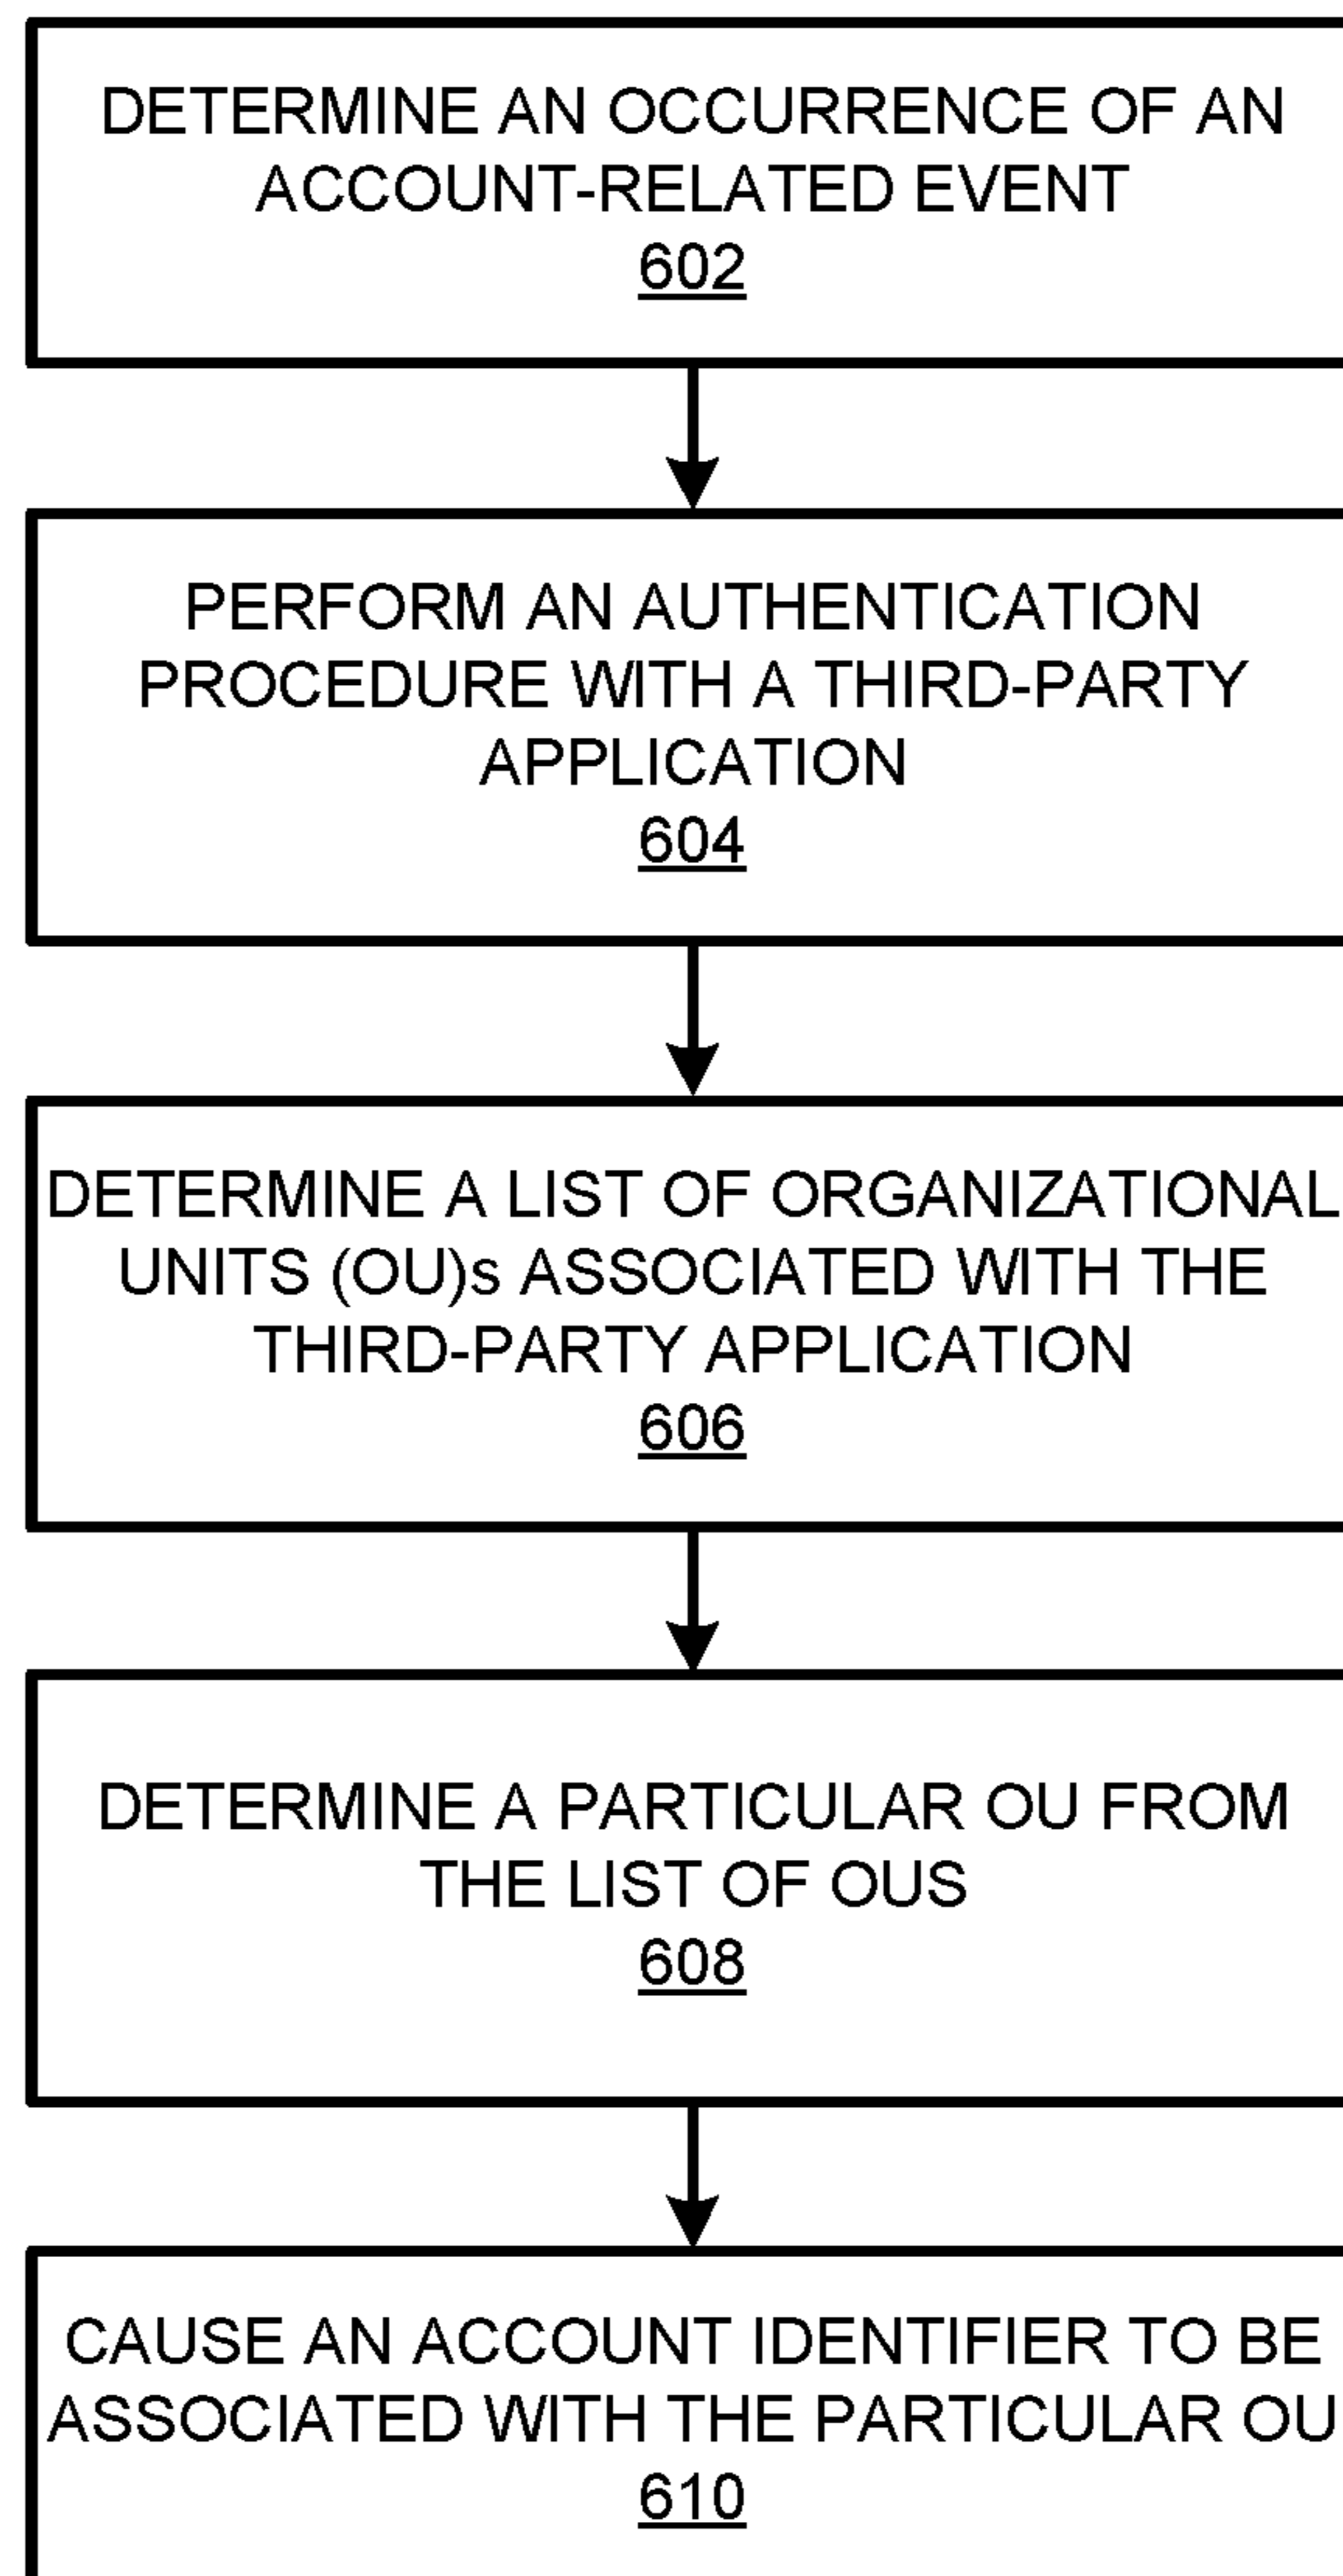 DETERMINE AN OCCURRENCE OF AN
ACCOUNT-RELATED EVENT
602
PERFORM AN AUTHENTICATION
PROCEDURE WITH A THIRD-PARTY
APPLICATION
604
DETERMINE A LIST OF ORGANIZATIONAL
UNITS (OU)s ASSOCIATED WITH THE
THIRD-PARTY APPLICATION
606
DETERMINE A PARTICULAR OU FROM
THE LIST OF OUS
608
CAUSE AN ACCOUNT IDENTIFIER TO BE
ASSOCIATED WITH THE PARTICULAR OU
610